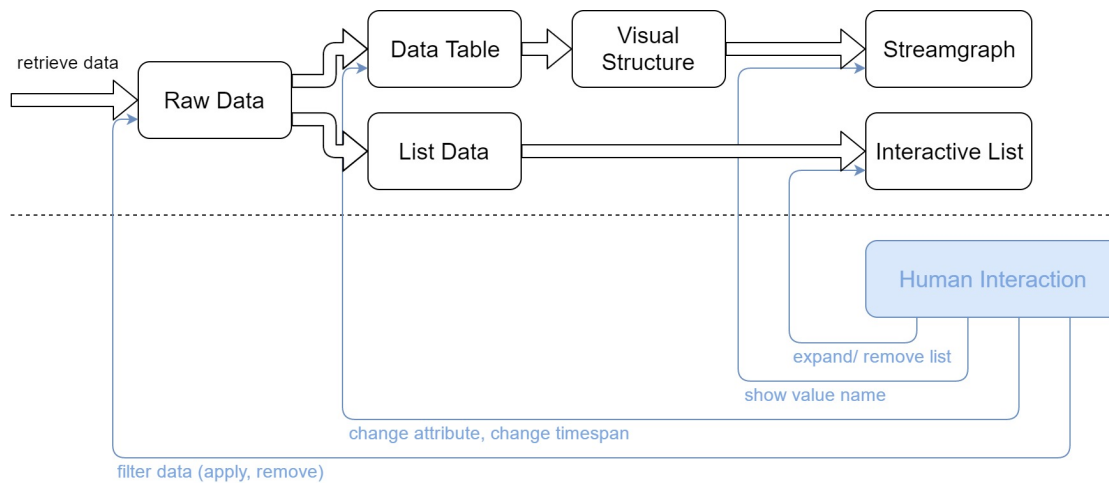 retrieve data
Raw Data
Data Table
Visual
Structure
Streamgraph
List Data
Interactive List
Human Interaction
expand/ remove list
show value name
change attribute, change timespan
filter data (apply, remove)